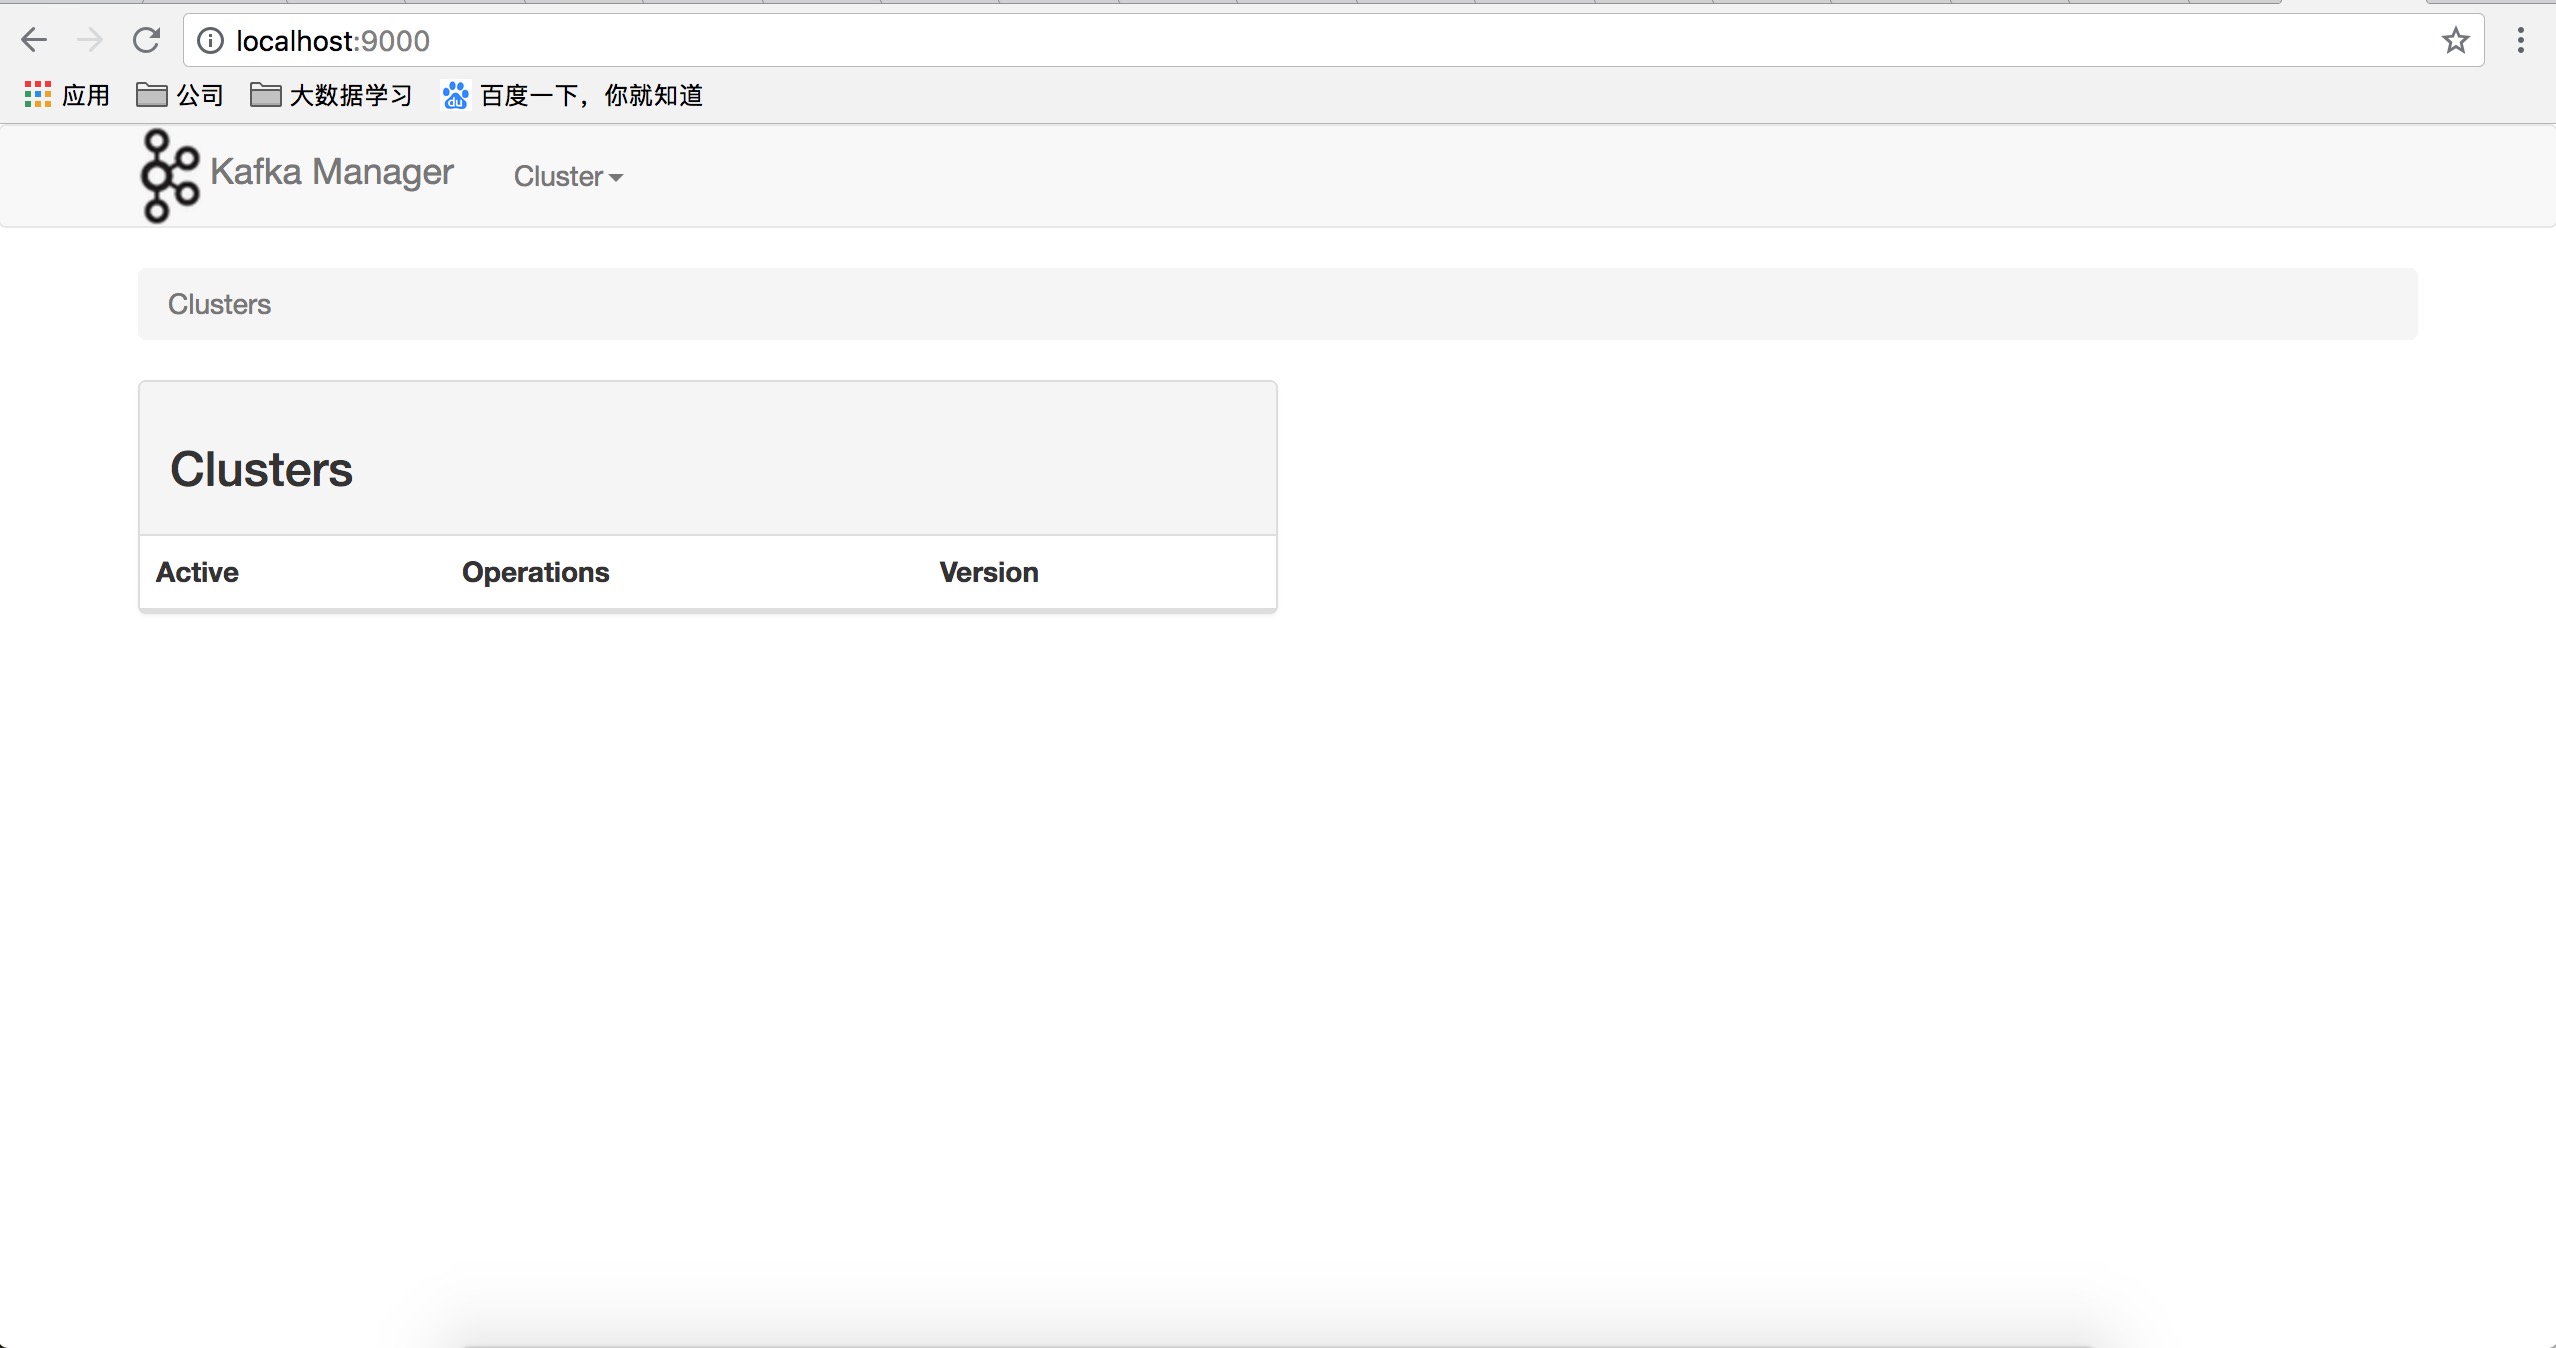 localhost:9000
应用 公司 大数据学习 du 百度一下，你就知道
Kafka Manager Cluster
Clusters
Clusters
Active Operations Version